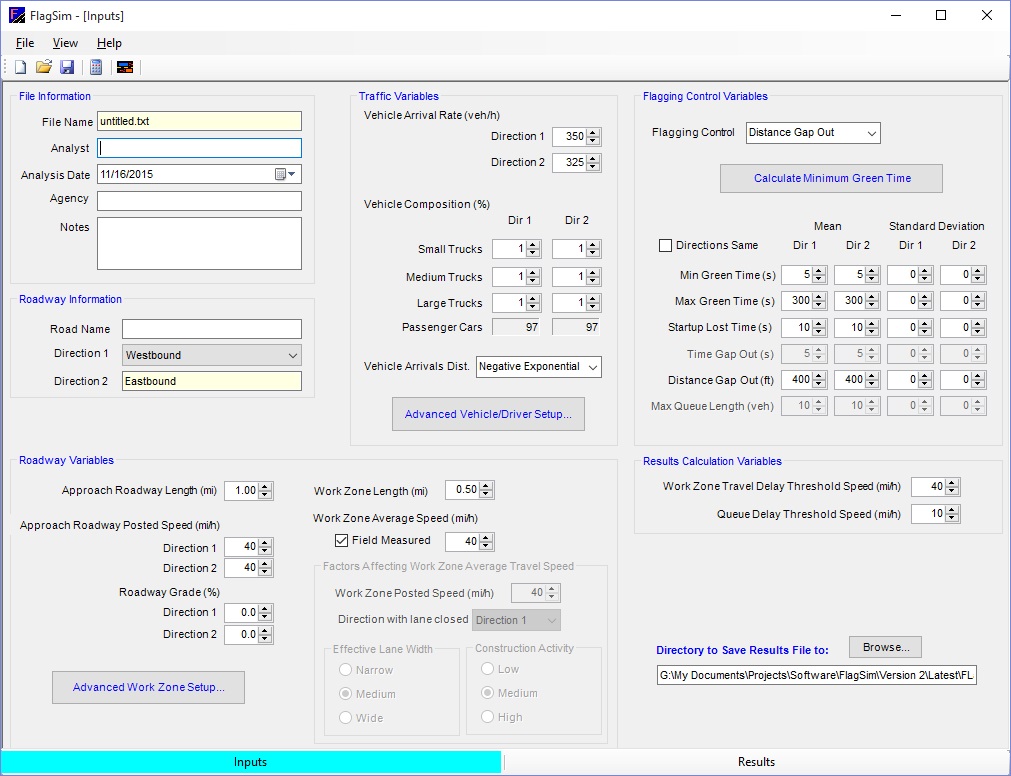 FlagSim - [Inputs]
File View Help
File Information
File Name untitled.txt
Analyst
Analysis Date 11/16/2015
Agency
Notes
Roadway Information
Road Name
Direction 1 Westbound
Direction 2 Eastbound
Traffic Variables
Vehicle Arrival Rate (veh/h)
Direction 1 350
Direction 2 325
Vehicle Composition (%)
Dir 1 Dir 2
Small Trucks 1 1
Medium Trucks 1 1
Large Trucks 1 1
Passenger Cars 97 97
Vehicle Arrivals Dist. Negative Exponential
Advanced Vehicle/Driver Setup...
Flagging Control Variables
Flagging Control Distance Gap Out
Calculate Minimum Green Time
Mean Standard Deviation
Directions Same Dir 1 Dir 2 Dir 1 Dir 2
Min Green Time (s) 5 5 0 0
Max Green Time (s) 300 300 0 0
Startup Lost Time (s) 10 10 0 0
Time Gap Out (s) 5 5 0 0
Distance Gap Out (ft) 400 400 0 0
Max Queue Length (veh) 10 10 0 0
Roadway Variables
Approach Roadway Length (mi) 1.00
Approach Roadway Posted Speed (mi/h)
Direction 1 40
Direction 2 40
Roadway Grade (%)
Direction 1 0.0
Direction 2 0.0
Advanced Work Zone Setup...
Work Zone Length (mi) 0.50
Work Zone Average Speed (mi/h)
Field Measured 40
Factors Affecting Work Zone Average Travel Speed
Work Zone Posted Speed (mi/h) 40
Direction with lane closed Direction 1
Effective Lane Width
Narrow
Medium
Wide
Construction Activity
Low
Medium
High
Results Calculation Variables
Work Zone Travel Delay Threshold Speed (mi/h) 40
Queue Delay Threshold Speed (mi/h) 10
Directory to Save Results File to: Browse...
G:\My Documents\Projects\Software\FlagSim\Version 2\Latest\FL
Inputs Results